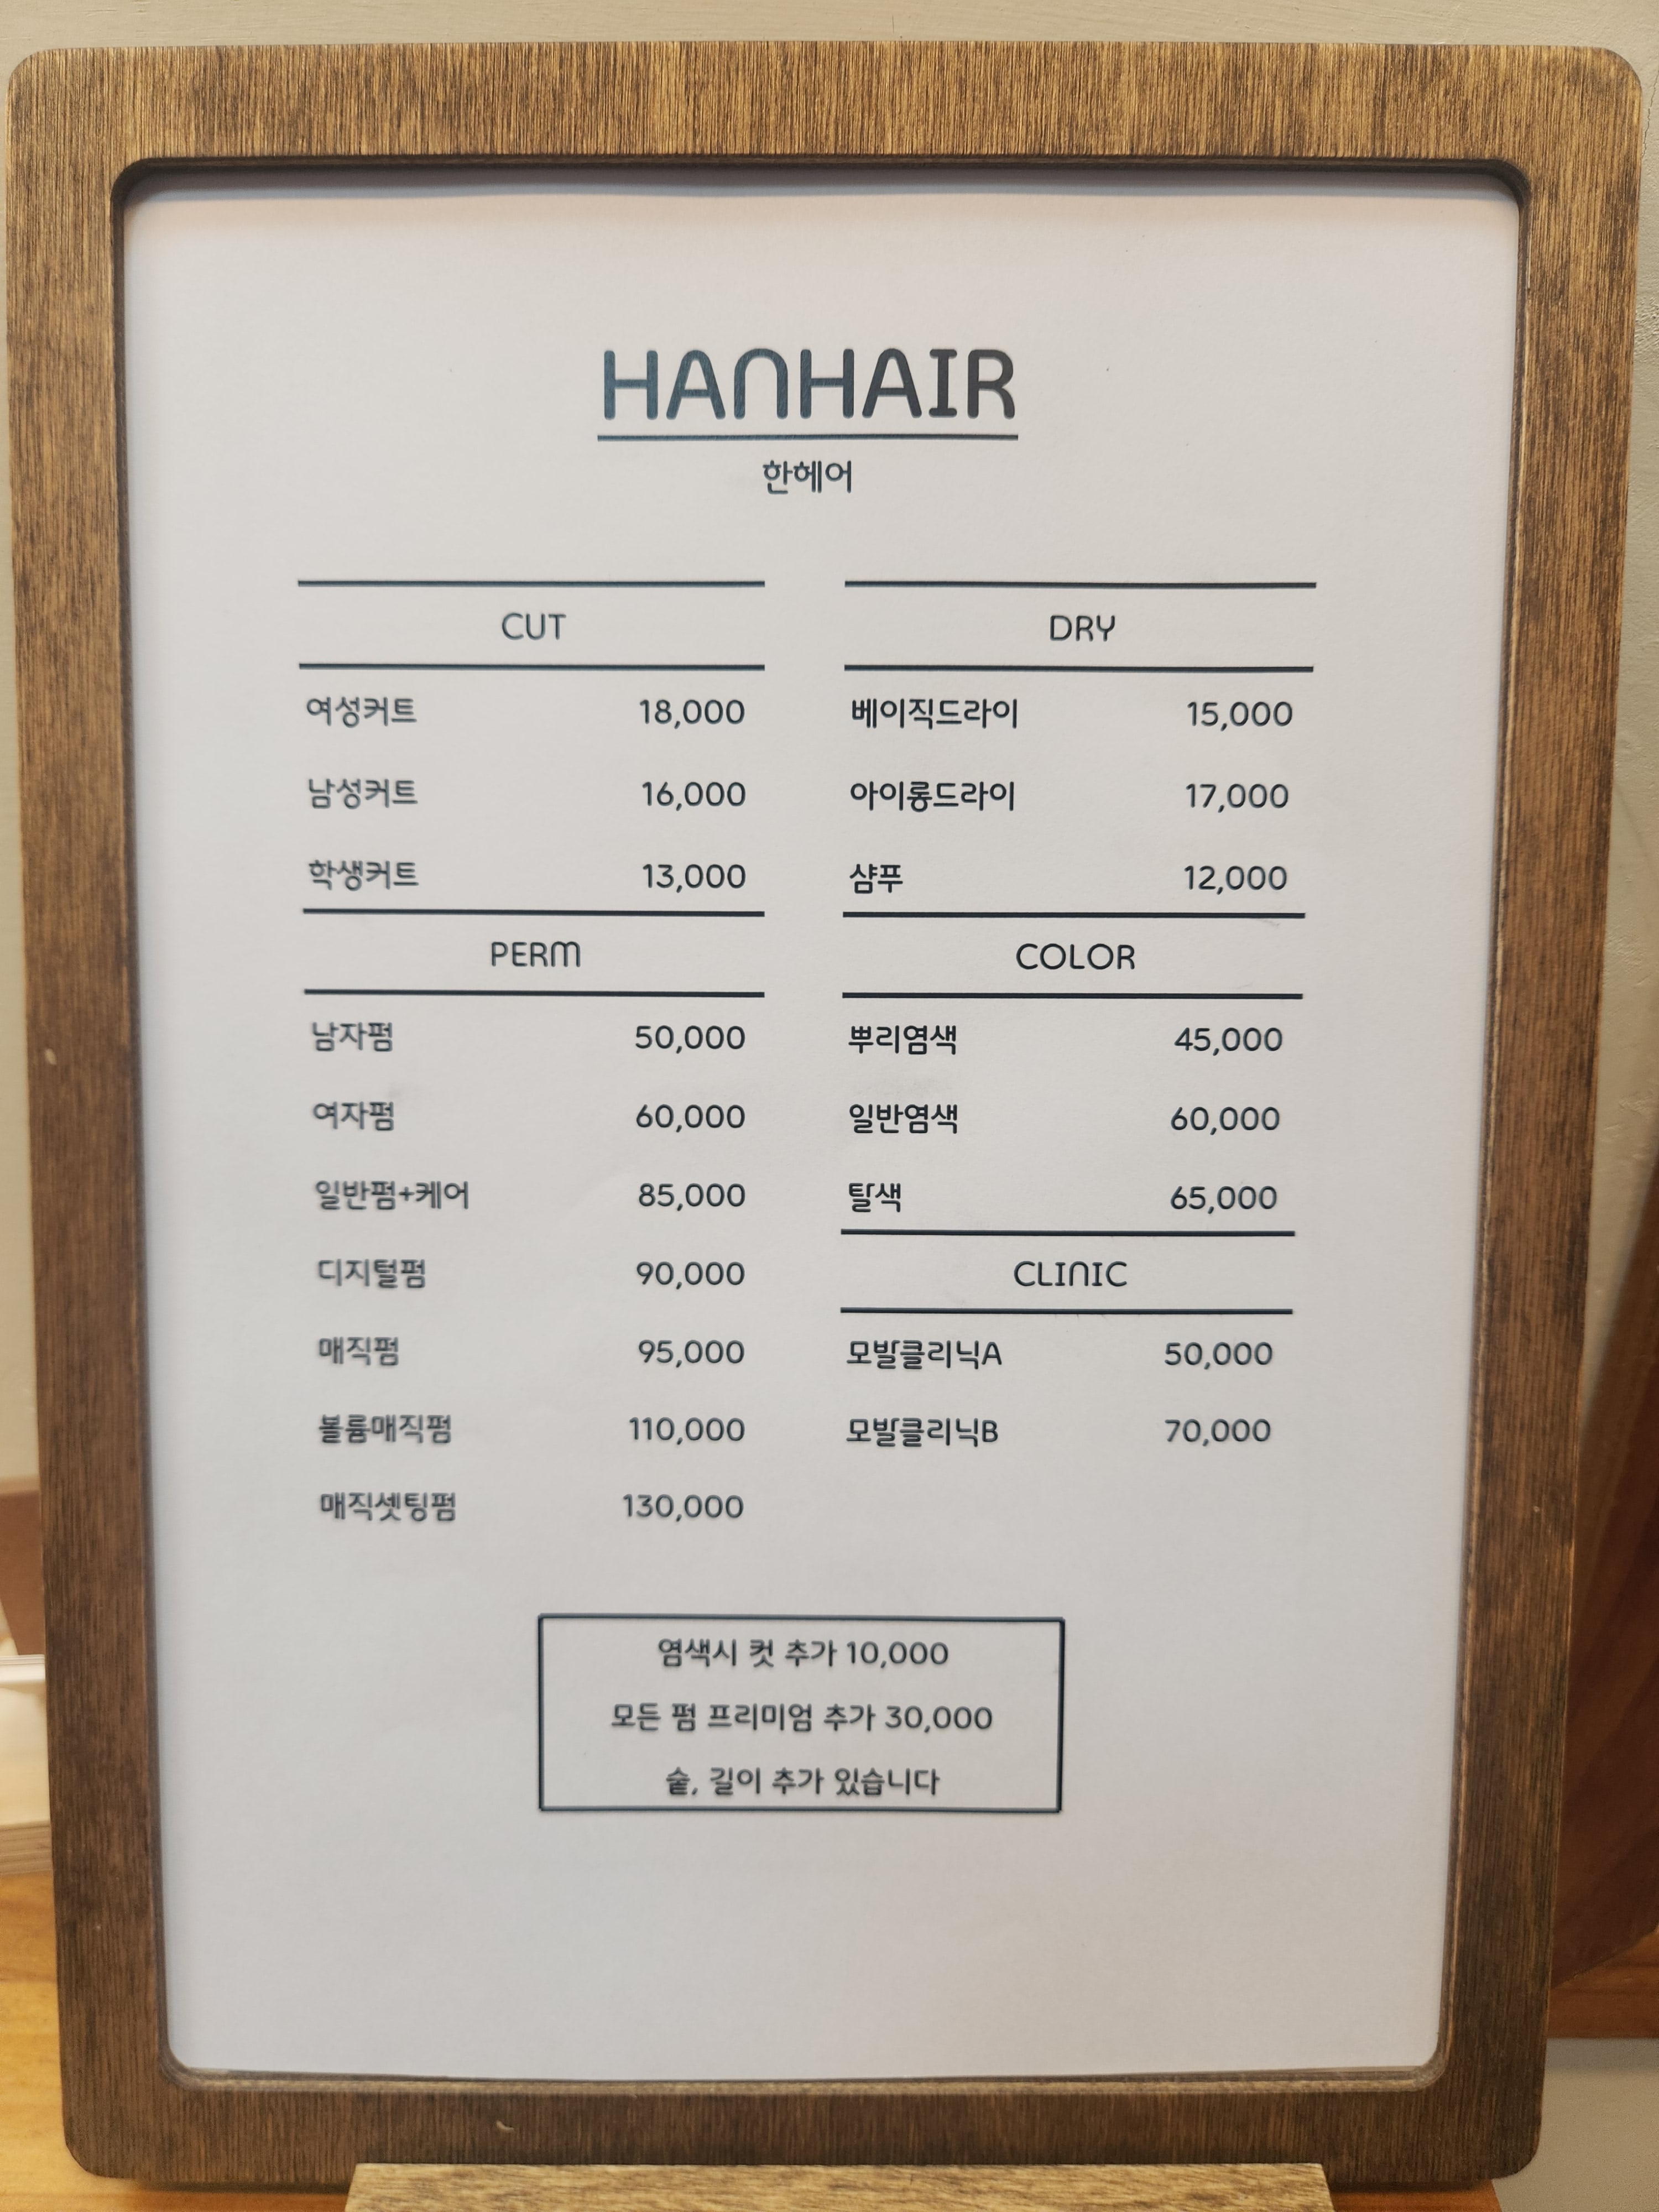 HANHAIR
한헤어
CUT
여성커트 18,000
남성커트 16,000
학생커트 13,000
PERM
남자펌 50,000
여자펌 60,000
일반펌+케어 85,000
디지털펌 90,000
매직펌 95,000
볼륨매직펌 110,000
매직셋팅펌 130,000
DRY
베이직드라이 15,000
아이롱드라이 17,000
샴푸 12,000
COLOR
뿌리염색 45,000
일반염색 60,000
탈색 65,000
CLINIC
모발클리닉A 50,000
모발클리닉B 70,000
염색시 컷 추가 10,000
모든 펌 프리미엄 추가 30,000
숱, 길이 추가 있습니다